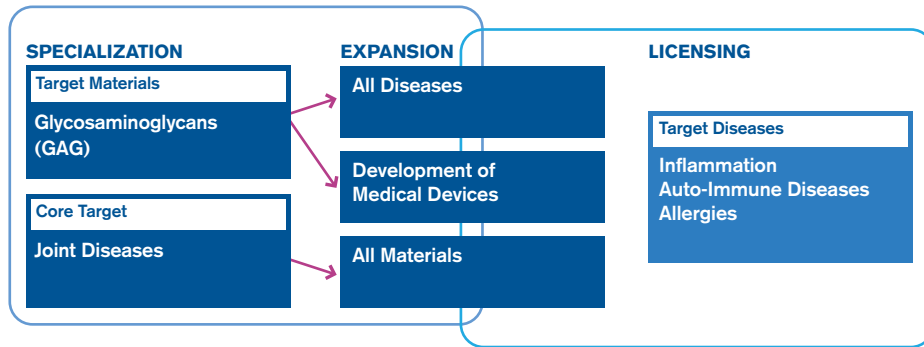 SPECIALIZATION
Target Materials
Glycosaminoglycans
(GAG)
Core Target
Joint Diseases
EXPANSION
All Diseases
Development of
Medical Devices
All Materials
LICENSING
Target Diseases
Inflammation
Auto-Immune Diseases
Allergies